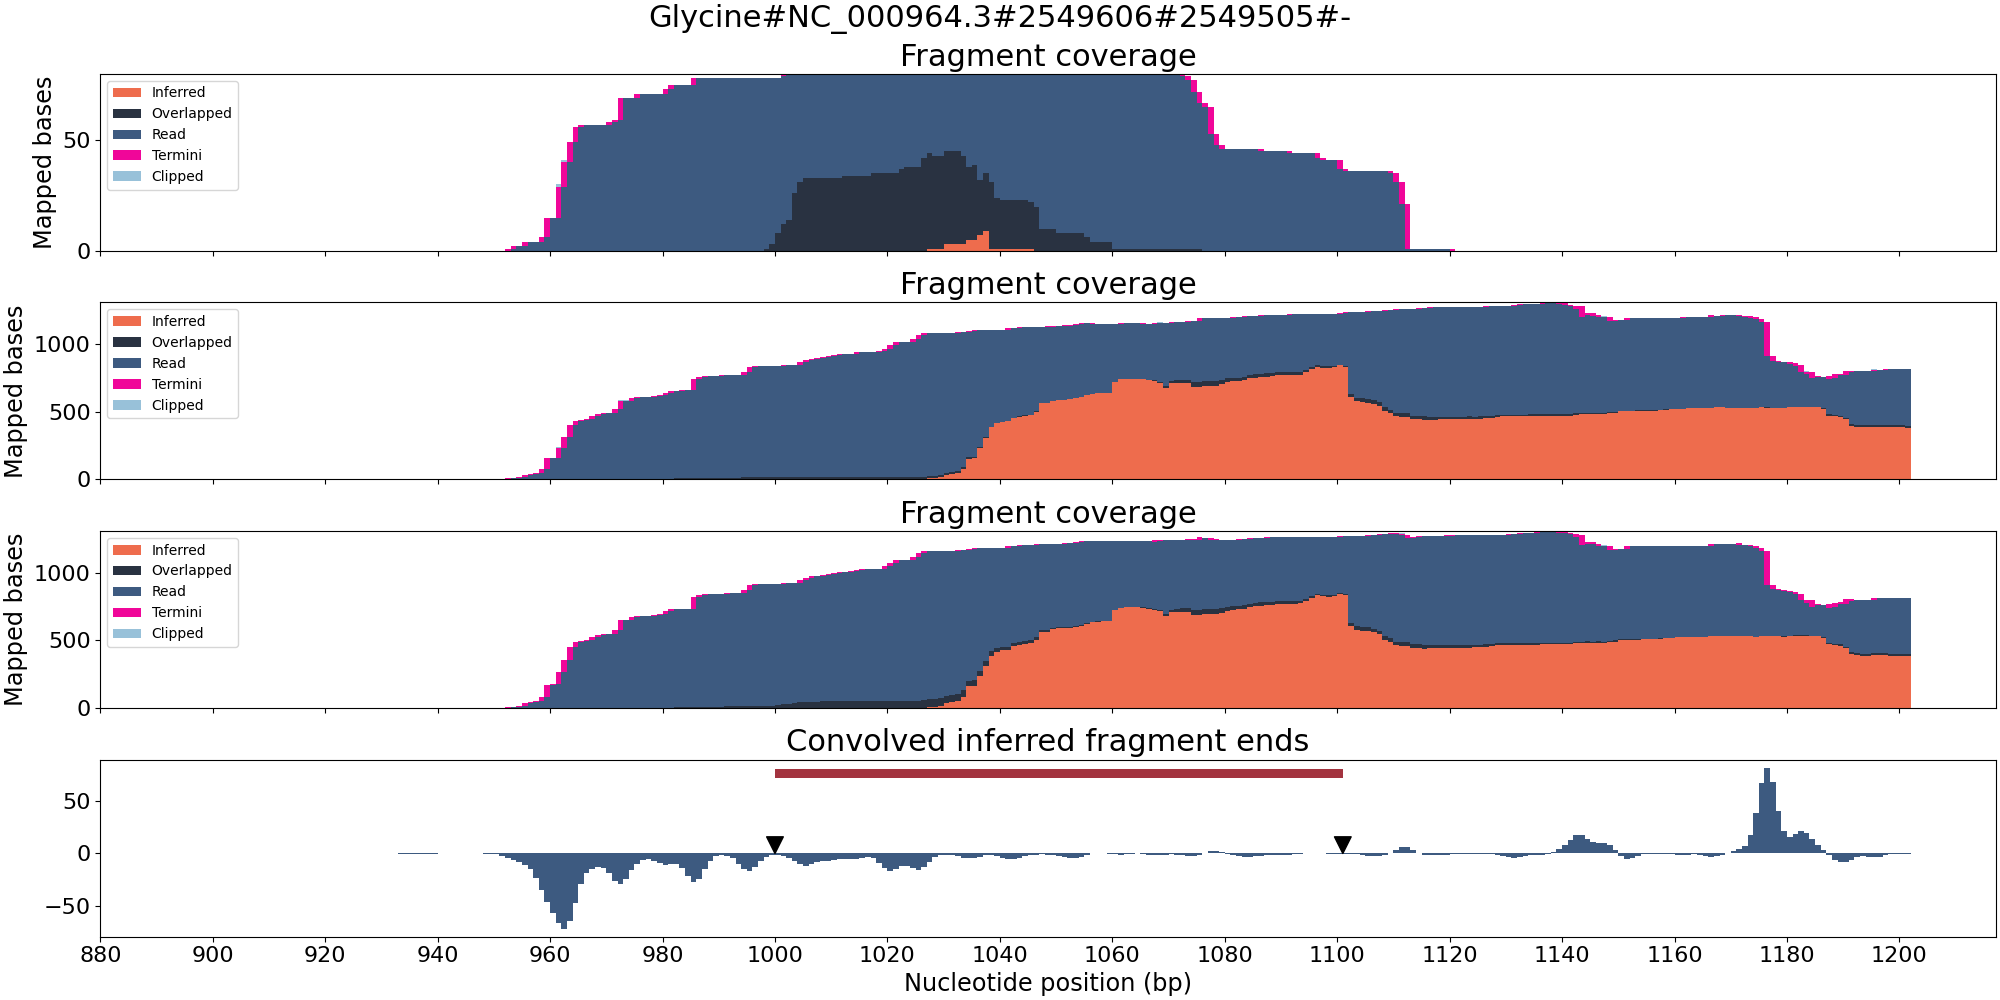 Glycine#NC_000964.3#2549606#2549505#-
Fragment coverage
Mapped bases
50
0
Inferred
Overlapped
Read
Termini
Clipped
Fragment coverage
Mapped bases
1000
500
0
Inferred
Overlapped
Read
Termini
Clipped
Fragment coverage
Mapped bases
1000
500
0
Inferred
Overlapped
Read
Termini
Clipped
Convolved inferred fragment ends
50
0
−50
880 900 920 940 960 980 1000 1020 1040 1060 1080 1100 1120 1140 1160 1180 1200
Nucleotide position (bp)